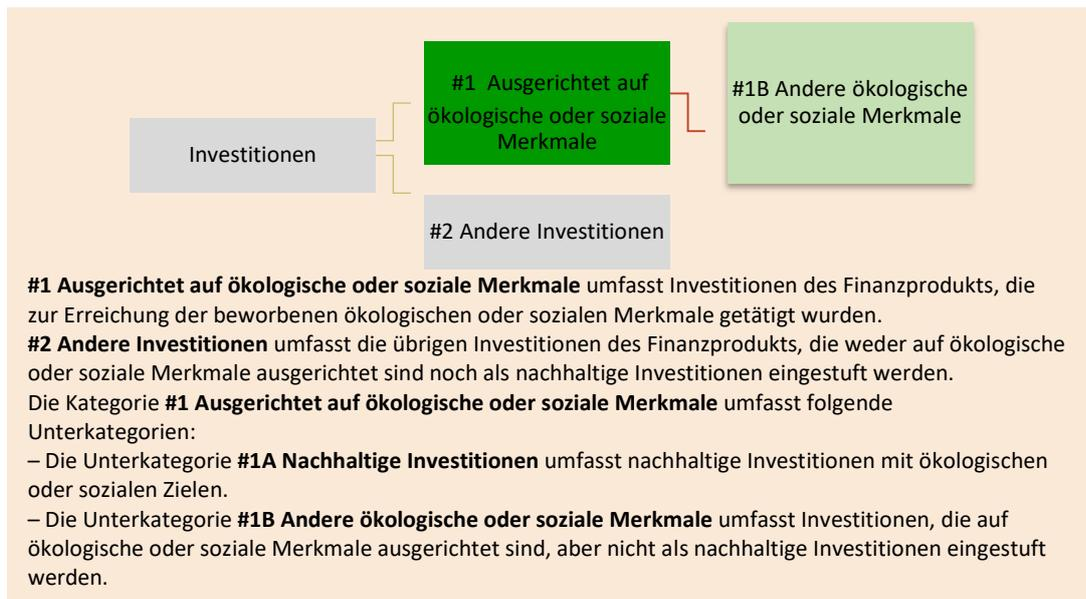 #1 Ausgerichtet auf
ökologische oder soziale
Merkmale
#1B Andere ökologische
oder soziale Merkmale
Investitionen
#2 Andere Investitionen
#1 Ausgerichtet auf ökologische oder soziale Merkmale umfasst Investitionen des Finanzprodukts, die
zur Erreichung der beworbenen ökologischen oder sozialen Merkmale getätigt wurden.
#2 Andere Investitionen umfasst die übrigen Investitionen des Finanzprodukts, die weder auf ökologische
oder soziale Merkmale ausgerichtet sind noch als nachhaltige Investitionen eingestuft werden.
Die Kategorie #1 Ausgerichtet auf ökologische oder soziale Merkmale umfasst folgende
Unterkategorien:
– Die Unterkategorie #1A Nachhaltige Investitionen umfasst nachhaltige Investitionen mit ökologischen
oder sozialen Zielen.
– Die Unterkategorie #1B Andere ökologische oder soziale Merkmale umfasst Investitionen, die auf
ökologische oder soziale Merkmale ausgerichtet sind, aber nicht als nachhaltige Investitionen eingestuft
werden.